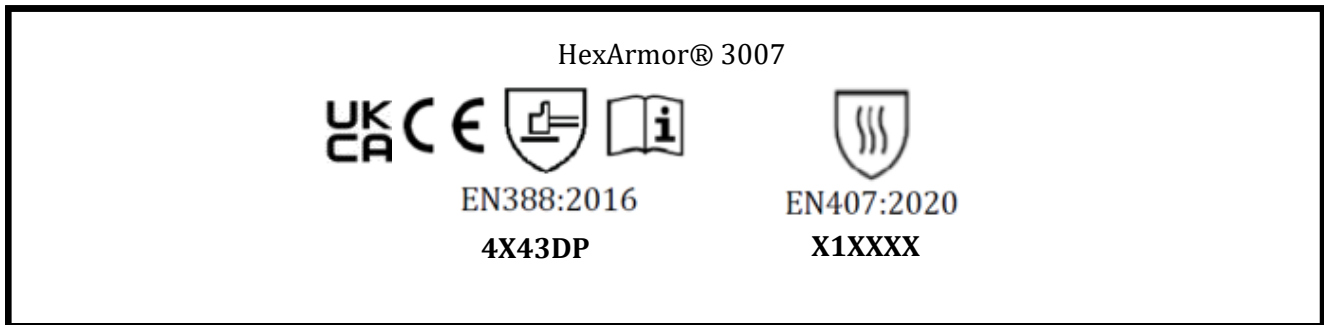 HexArmor® 3007
UK
CA CE i
EN388:2016 EN407:2020
4X43DP X1XXXX